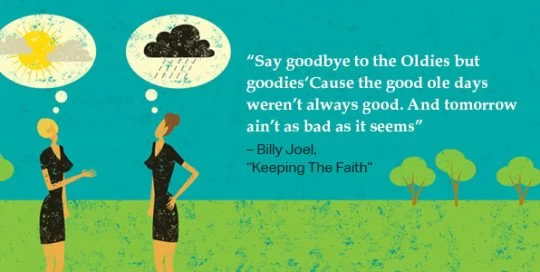 “Say goodbye to the Oldies but
goodies‘Cause the good ole days
weren’t always good. And tomorrow
ain’t as bad as it seems”
– Billy Joel,
“Keeping The Faith”